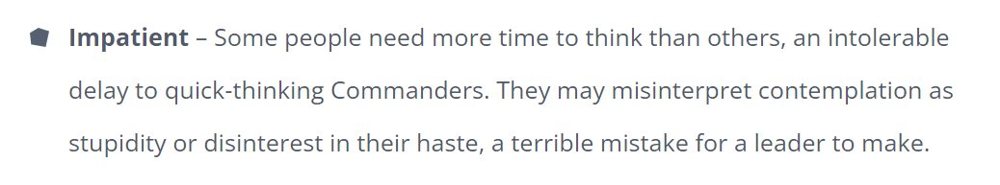 Impatient – Some people need more time to think than others, an intolerable
delay to quick-thinking Commanders. They may misinterpret contemplation as
stupidity or disinterest in their haste, a terrible mistake for a leader to make.